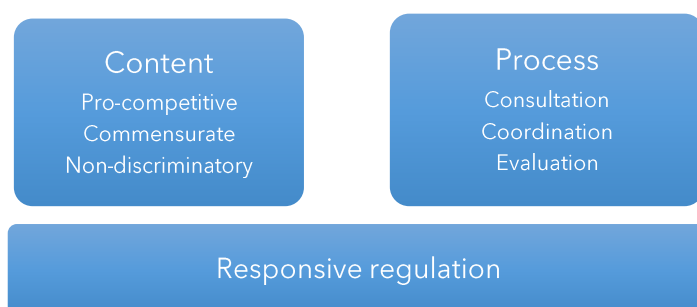 Content
Pro-competitive
Commensurate
Non-discriminatory
Process
Consultation
Coordination
Evaluation
Responsive regulation